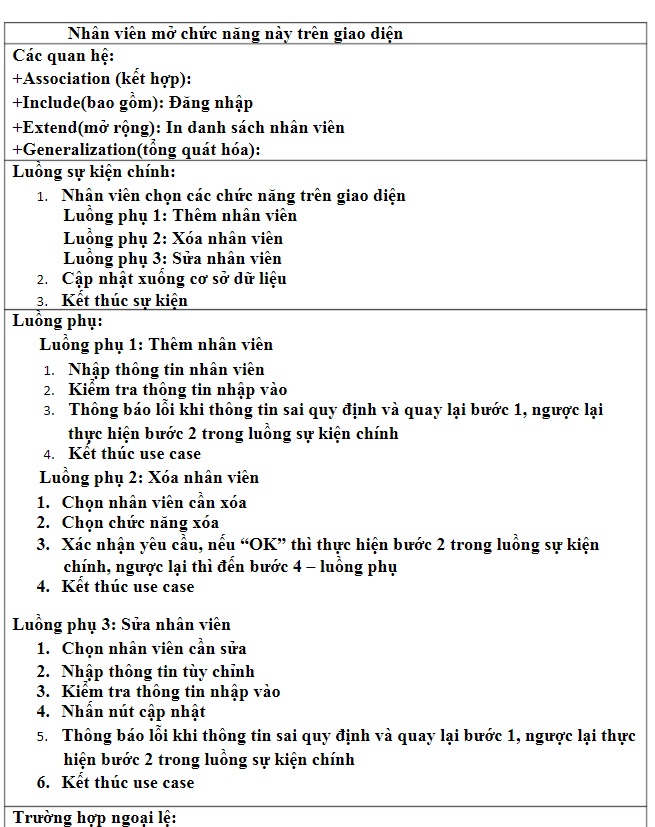 Nhân viên mở chức năng này trên giao diện
Các quan hệ:
+Association (kết hợp):
+Include(bao gồm): Đăng nhập
+Extend(mở rộng): In danh sách nhân viên
+Generalization(tổng quát hóa):
Luồng sự kiện chính:
1. Nhân viên chọn các chức năng trên giao diện
Luồng phụ 1: Thêm nhân viên
Luồng phụ 2: Xóa nhân viên
Luồng phụ 3: Sửa nhân viên
2. Cập nhật xuống cơ sở dữ liệu
3. Kết thúc sự kiện
Luồng phụ:
Luồng phụ 1: Thêm nhân viên
1. Nhập thông tin nhân viên
2. Kiểm tra thông tin nhập vào
3. Thông báo lỗi khi thông tin sai quy định và quay lại bước 1, ngược lại
thực hiện bước 2 trong luồng sự kiện chính
4. Kết thúc use case
Luồng phụ 2: Xóa nhân viên
1. Chọn nhân viên cần xóa
2. Chọn chức năng xóa
3. Xác nhận yêu cầu, nếu “OK” thì thực hiện bước 2 trong luồng sự kiện
chính, ngược lại thì đến bước 4 – luồng phụ
4. Kết thúc use case
Luồng phụ 3: Sửa nhân viên
1. Chọn nhân viên cần sửa
2. Nhập thông tin tùy chỉnh
3. Kiểm tra thông tin nhập vào
4. Nhấn nút cập nhật
5. Thông báo lỗi khi thông tin sai quy định và quay lại bước 1, ngược lại thực
hiện bước 2 trong luồng sự kiện chính
6. Kết thúc use case
Trường hợp ngoại lệ: